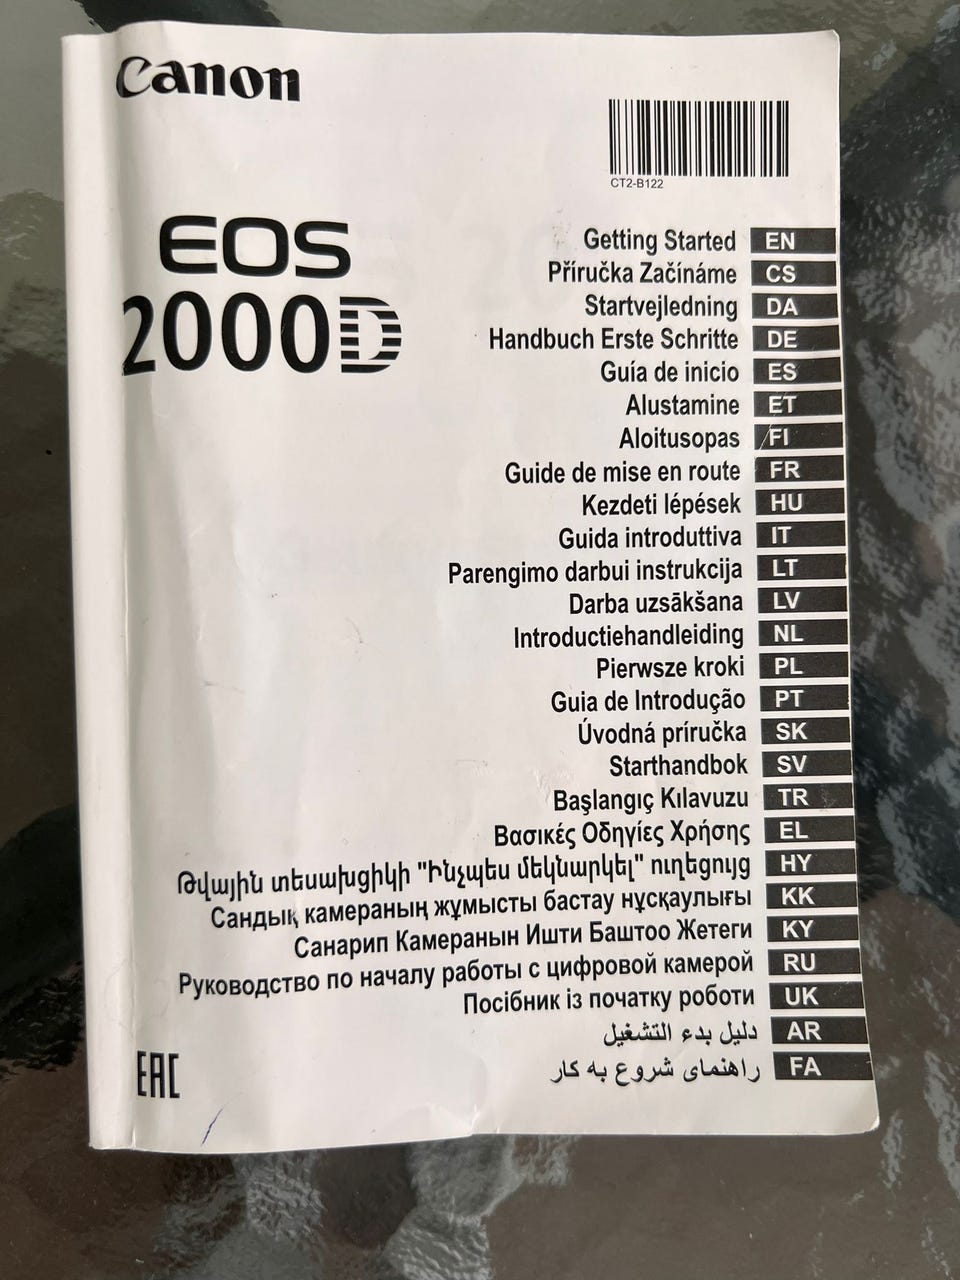 Canon
CT2-B122
EOS
2000D
Getting Started EN
Příručka Začínáme CS
Startvejledning DA
Handbuch Erste Schritte DE
Guía de inicio ES
Alustamine ET
Aloitusopas FI
Guide de mise en route FR
Kezdeti lépések HU
Guida introduttiva IT
Parengimo darbui instrukcija LT
Darba uzsākšana LV
Introductiehandleiding NL
Pierwsze kroki PL
Guia de Introdução PT
Úvodná príručka SK
Starthandbok SV
Başlangıç Kılavuzu TR
Βασικές Οδηγίες Χρήσης EL
Թվային տեսախցիկի "Ինչպես մեկնարկել" ուղեցույց HY
Сандық камераның жұмысты бастау нұсқаулығы KK
Санарип Камеранын Ишти Баштоо Жетеги KY
Руководство по началу работы с цифровой камерой RU
Посібник із початку роботи UK
دليل بدء التشغيل AR
راهنمای شروع به کار FA
EAC